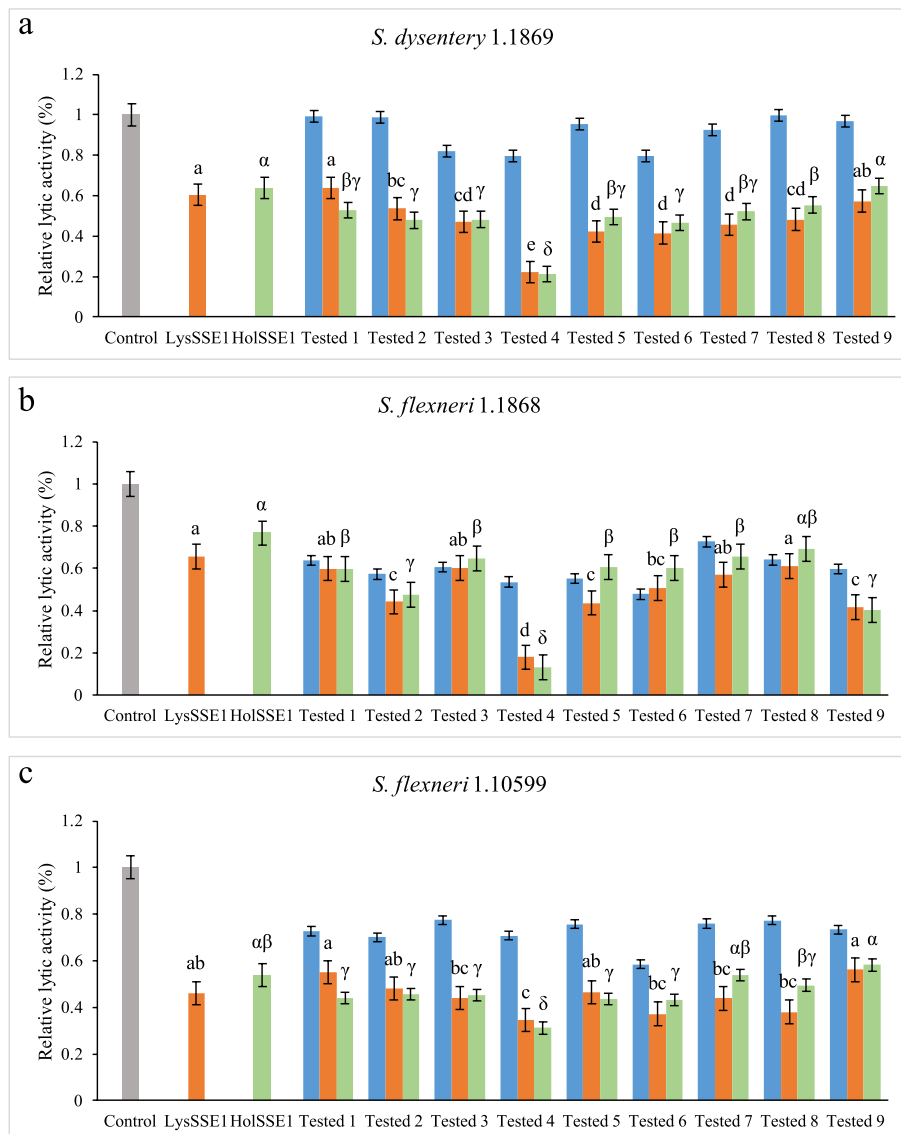 a
S. dysentery 1.1869
Relative lytic activity (%)
1.2
1
0.8
0.6
0.4
0.2
0
a α a βγ bc γ cd γ e δ d βγ d γ d βγ cd β ab α
Control LysSSE1 HolSSE1 Tested 1 Tested 2 Tested 3 Tested 4 Tested 5 Tested 6 Tested 7 Tested 8 Tested 9
b
S. flexneri 1.1868
Relative lytic activity (%)
1.2
1
0.8
0.6
0.4
0.2
0
a α ab β c γ ab β d δ c β bc β ab β a αβ c γ
Control LysSSE1 HolSSE1 Tested 1 Tested 2 Tested 3 Tested 4 Tested 5 Tested 6 Tested 7 Tested 8 Tested 9
c
S. flexneri 1.10599
Relative lytic activity (%)
1.2
1
0.8
0.6
0.4
0.2
0
ab αβ a γ ab γ bc γ c δ ab γ bc γ bc αβ bc βγ a α
Control LysSSE1 HolSSE1 Tested 1 Tested 2 Tested 3 Tested 4 Tested 5 Tested 6 Tested 7 Tested 8 Tested 9